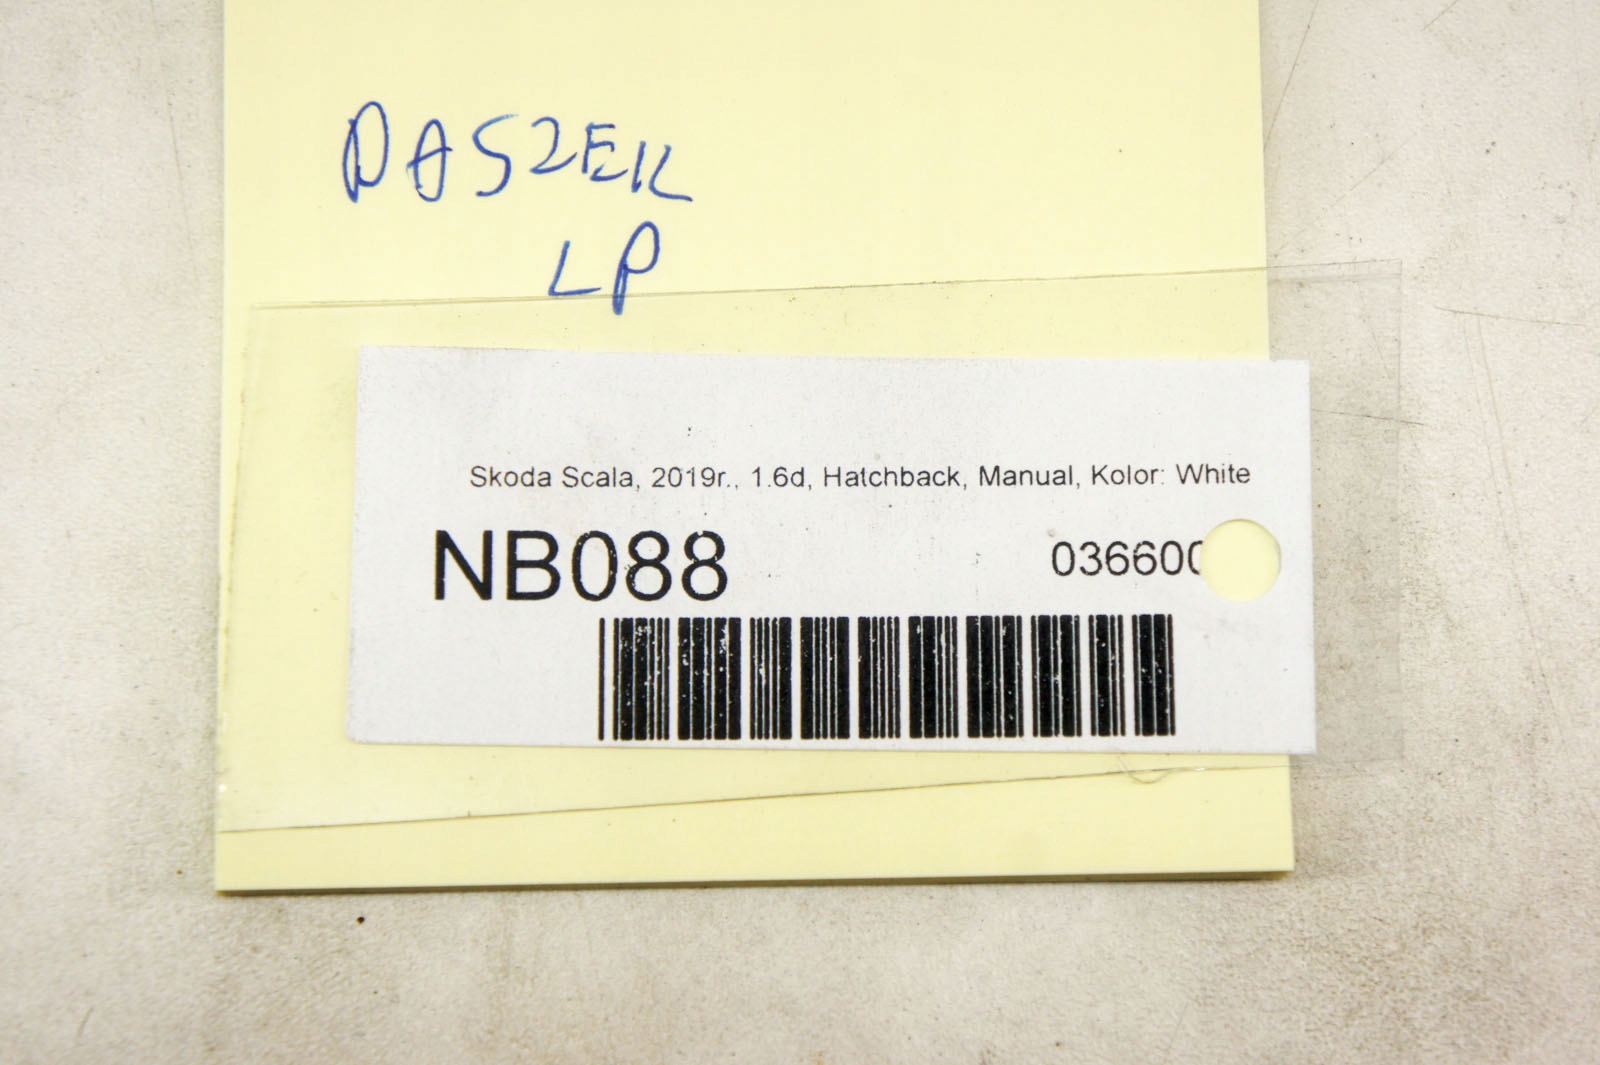 DASZEK
LP
Skoda Scala, 2019r., 1.6d, Hatchback, Manual, Kolor: White
NB088
036600